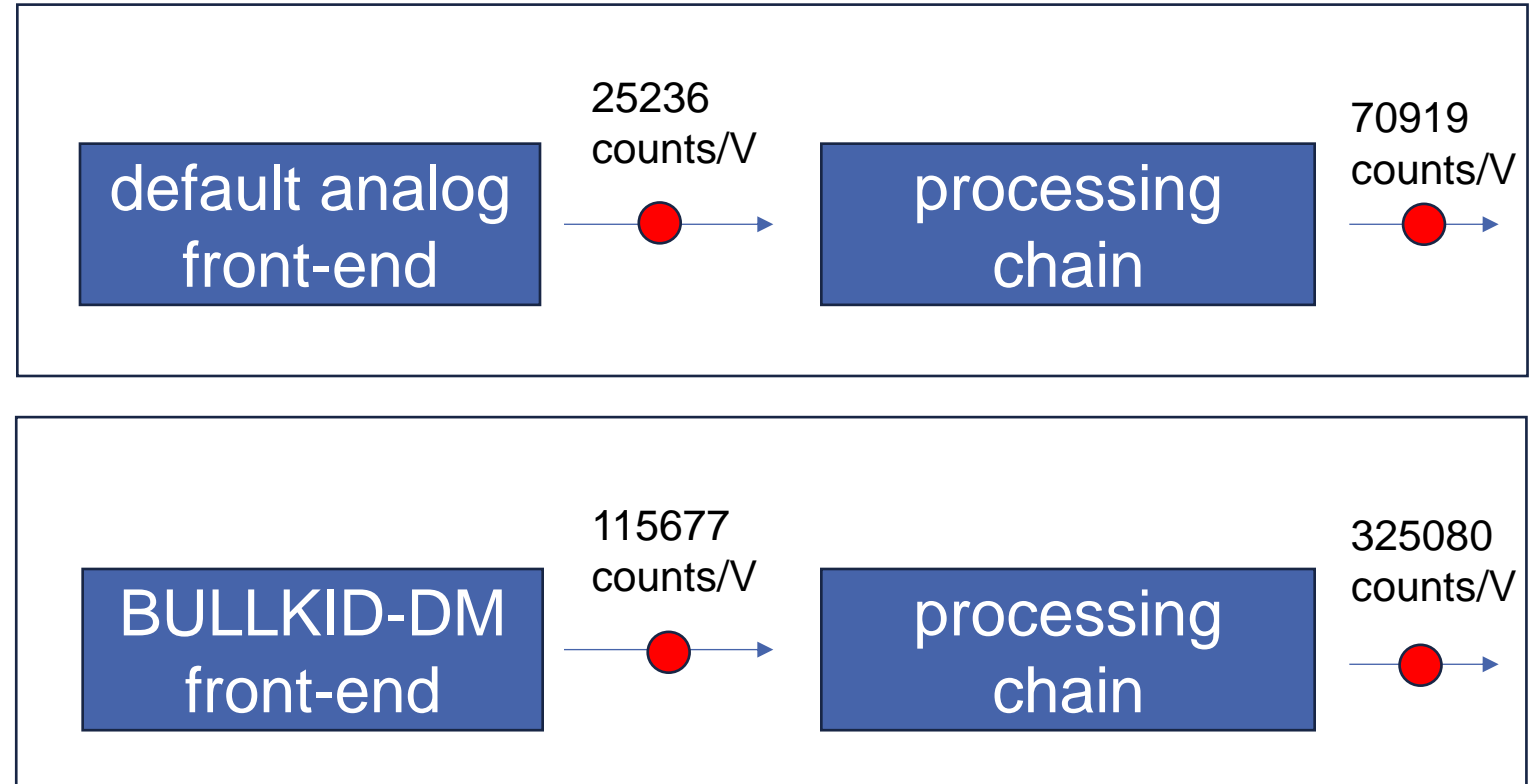 default analog
front-end
25236
counts/V
processing
chain
70919
counts/V
BULLKID-DM
front-end
115677
counts/V
processing
chain
325080
counts/V